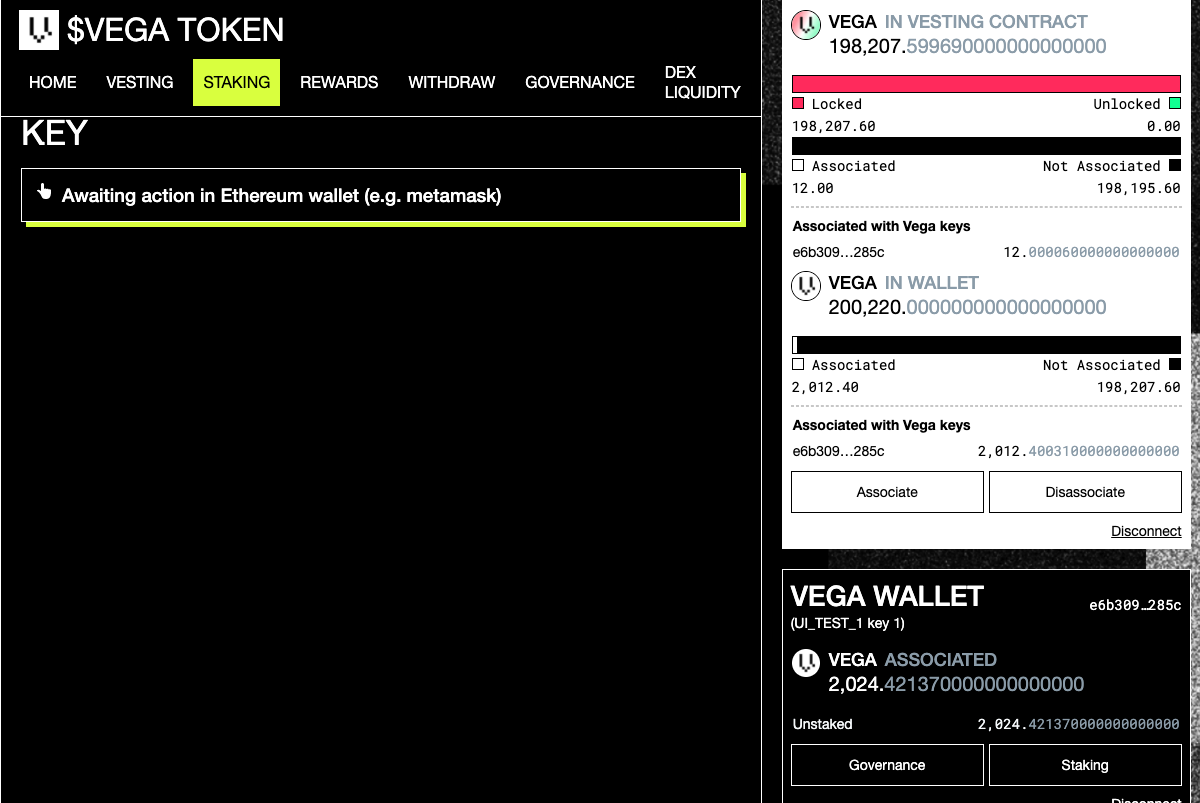 $VEGA TOKEN
HOME VESTING STAKING REWARDS WITHDRAW GOVERNANCE DEX LIQUIDITY
KEY
Awaiting action in Ethereum wallet (e.g. metamask)
VEGA IN VESTING CONTRACT
198,207.599690000000000000
Locked Unlocked
198,207.60 0.00
Associated Not Associated
12.00 198,195.60
Associated with Vega keys
e6b309…285c 12.000060000000000000
VEGA IN WALLET
200,220.000000000000000000
Associated Not Associated
2,012.40 198,207.60
Associated with Vega keys
e6b309…285c 2,012.400310000000000000
Associate Disassociate
Disconnect
VEGA WALLET e6b309…285c
(UI_TEST_1 key 1)
VEGA ASSOCIATED
2,024.421370000000000000
Unstaked 2,024.421370000000000000
Governance Staking
Disconnect